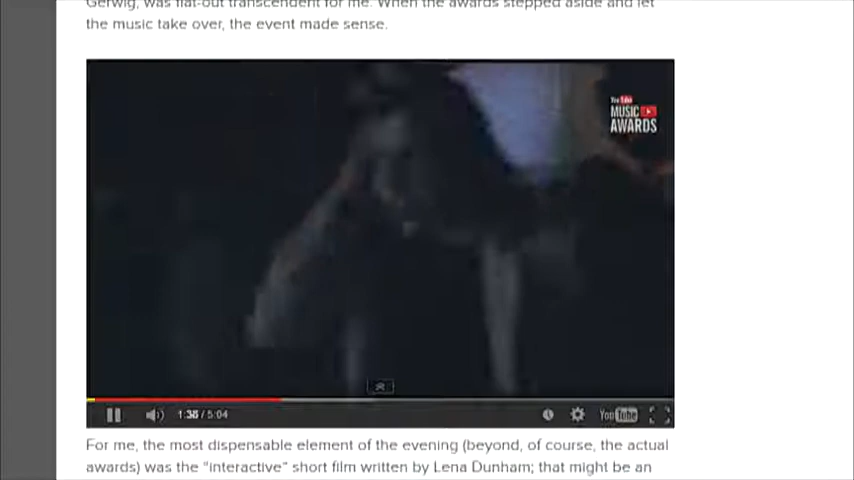 Gerwig, was flat-out transcendent for me. When the awards stepped aside and let
the music take over, the event made sense.
YouTube
MUSIC
AWARDS
1:38 / 5:04
YouTube
For me, the most dispensable element of the evening (beyond, of course, the actual
awards) was the "interactive" short film written by Lena Dunham; that might be an